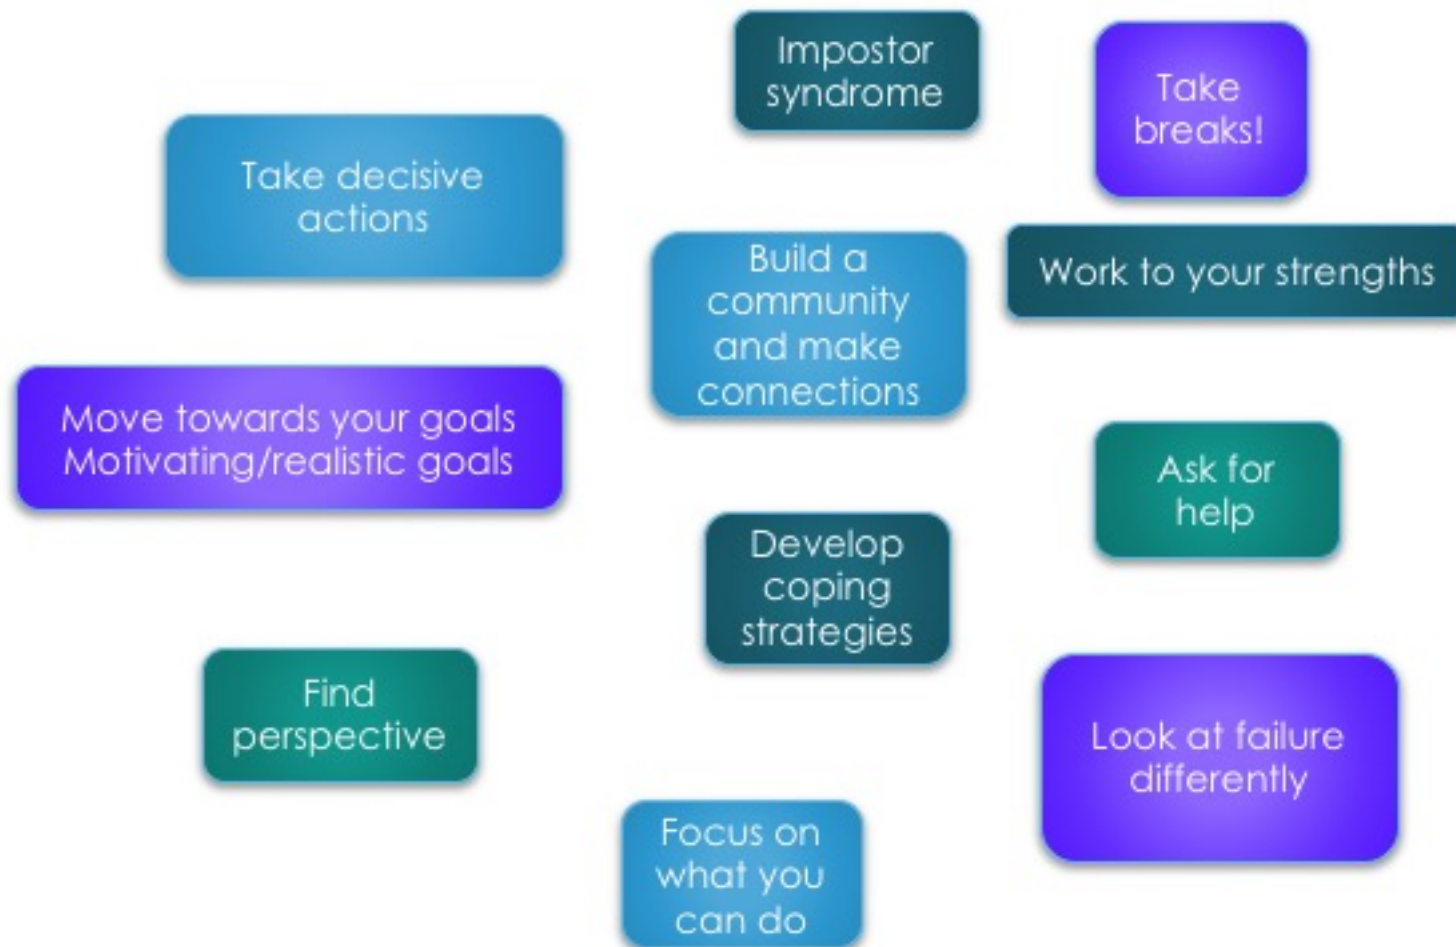 Impostor
syndrome
Take
breaks!
Take decisive
actions
Build a
community
and make
connections
Work to your strengths
Move towards your goals
Motivating/realistic goals
Ask for
help
Develop
coping
strategies
Find
perspective
Look at failure
differently
Focus on
what you
can do